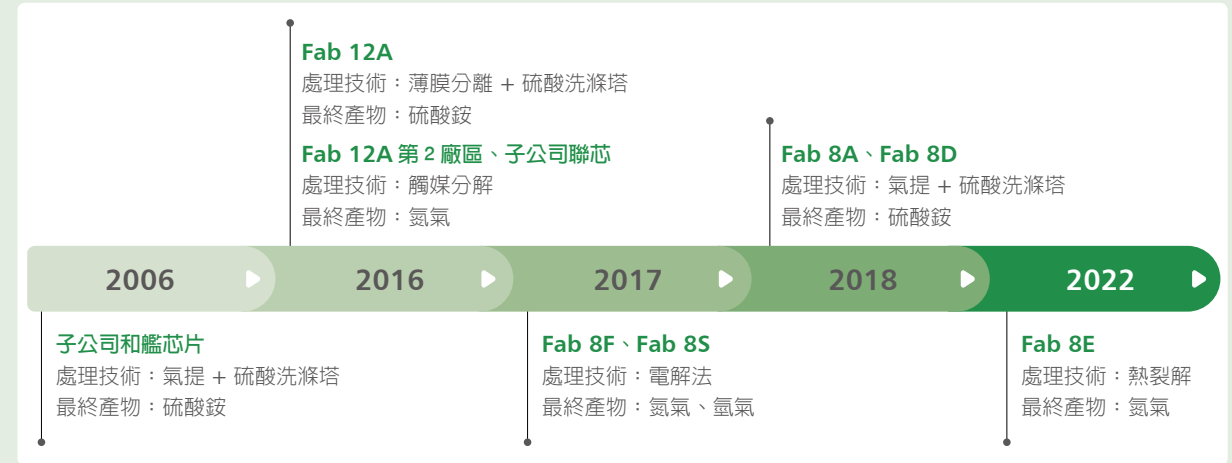 Fab 12A
處理技術：薄膜分離 + 硫酸洗滌塔
最終產物：硫酸銨
Fab 12A 第 2 廠區、子公司聯芯
處理技術：觸媒分解
最終產物：氮氣
Fab 8A、Fab 8D
處理技術：氣提 + 硫酸洗滌塔
最終產物：硫酸銨
2006
2016
2017
2018
2022
子公司和艦芯片
處理技術：氣提 + 硫酸洗滌塔
最終產物：硫酸銨
Fab 8F、Fab 8S
處理技術：電解法
最終產物：氮氣、氫氣
Fab 8E
處理技術：熱裂解
最終產物：氮氣